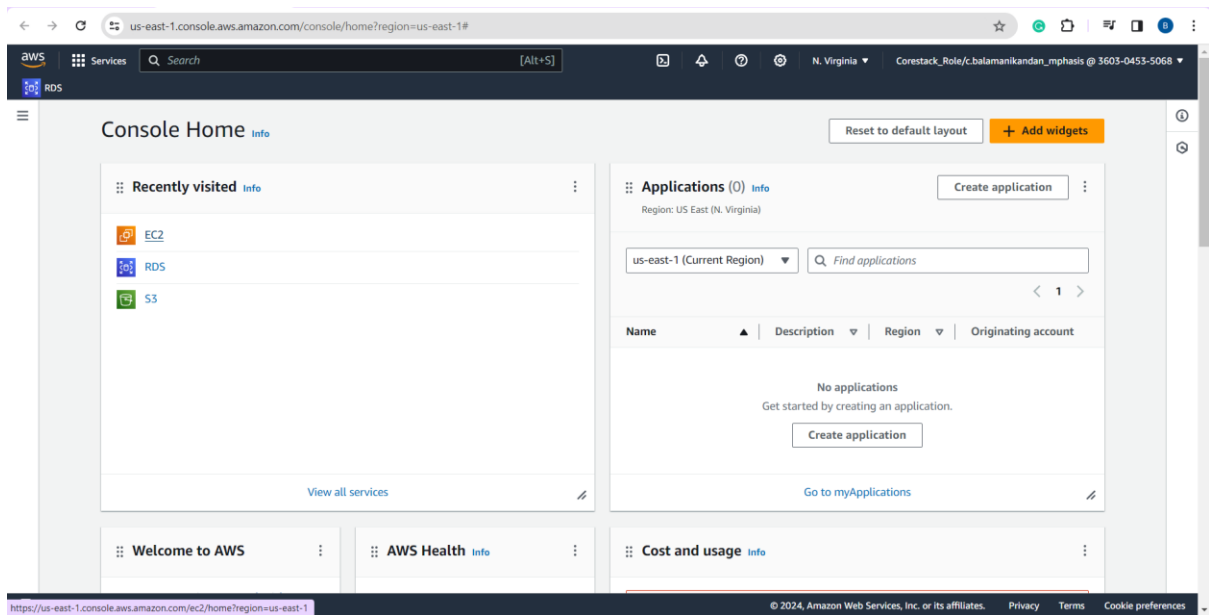 us-east-1.console.aws.amazon.com/console/home?region=us-east-1#
B
aws
Services
Search
[Alt+S]
N. Virginia ▼
Corestack_Role/c.balamanikandan_mphasis @ 3603-0453-5068 ▼
RDS
Console Home Info
Reset to default layout
+ Add widgets
Recently visited Info
EC2
RDS
S3
View all services
Applications (0) Info
Region: US East (N. Virginia)
Create application
us-east-1 (Current Region)
Find applications
< 1 >
Name
Description
Region
Originating account
No applications
Get started by creating an application.
Create application
Go to myApplications
Welcome to AWS
AWS Health Info
Cost and usage Info
https://us-east-1.console.aws.amazon.com/ec2/home?region=us-east-1
© 2024, Amazon Web Services, Inc. or its affiliates.
Privacy
Terms
Cookie preferences